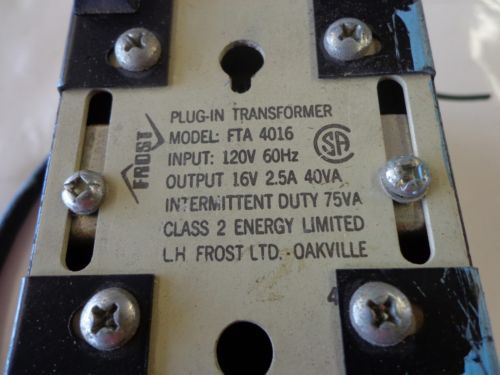 PLUG-IN TRANSFORMER
MODEL: FTA 4016
INPUT: 120V 60Hz
OUTPUT 16V 2.5A 40VA
INTERMITTENT DUTY 75VA
CLASS 2 ENERGY LIMITED
LH FROST LTD. OAKVILLE
FROST
SA
4